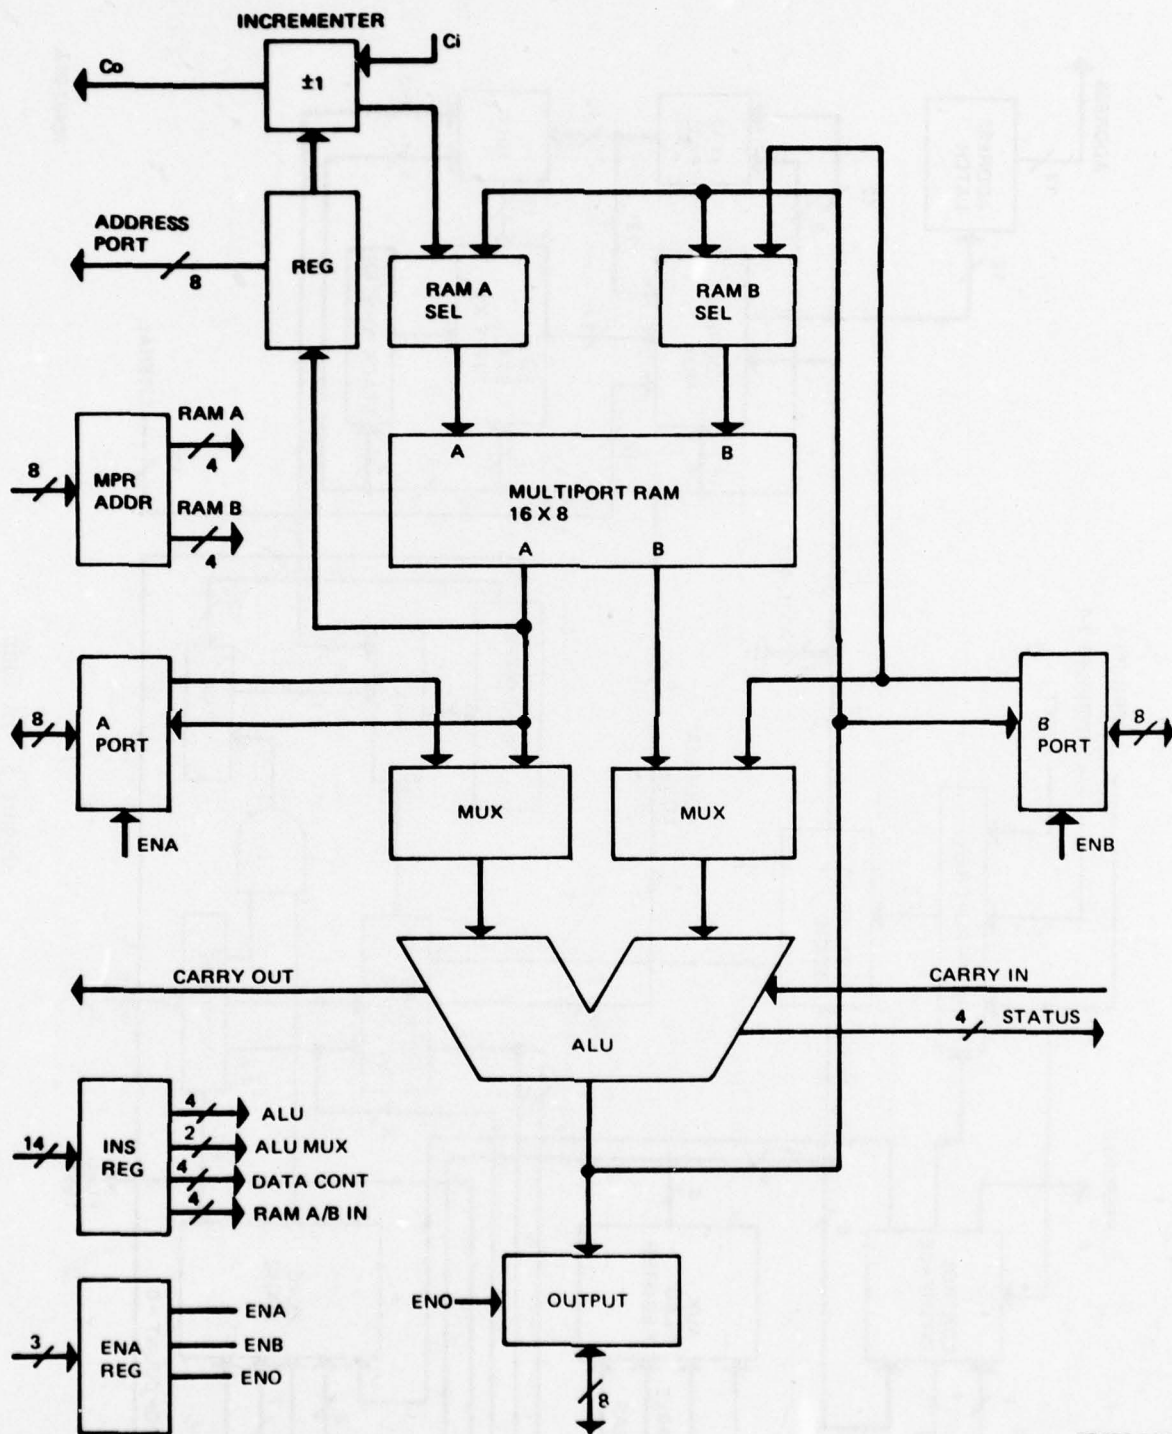 INCREMENTER
Co
±1
Ci
ADDRESS
PORT
8
REG
RAM A
SEL
RAM B
SEL
8
MPR
ADDR
RAM A
4
RAM B
4
A
B
MULTIPORT RAM
16 X 8
A
B
8
A
PORT
ENA
MUX
MUX
B
PORT
8
ENB
CARRY OUT
CARRY IN
4
STATUS
ALU
14
INS
REG
4
ALU
2
ALU MUX
4
DATA CONT
4
RAM A/B IN
3
ENA
REG
ENA
ENB
ENO
ENO
OUTPUT
8